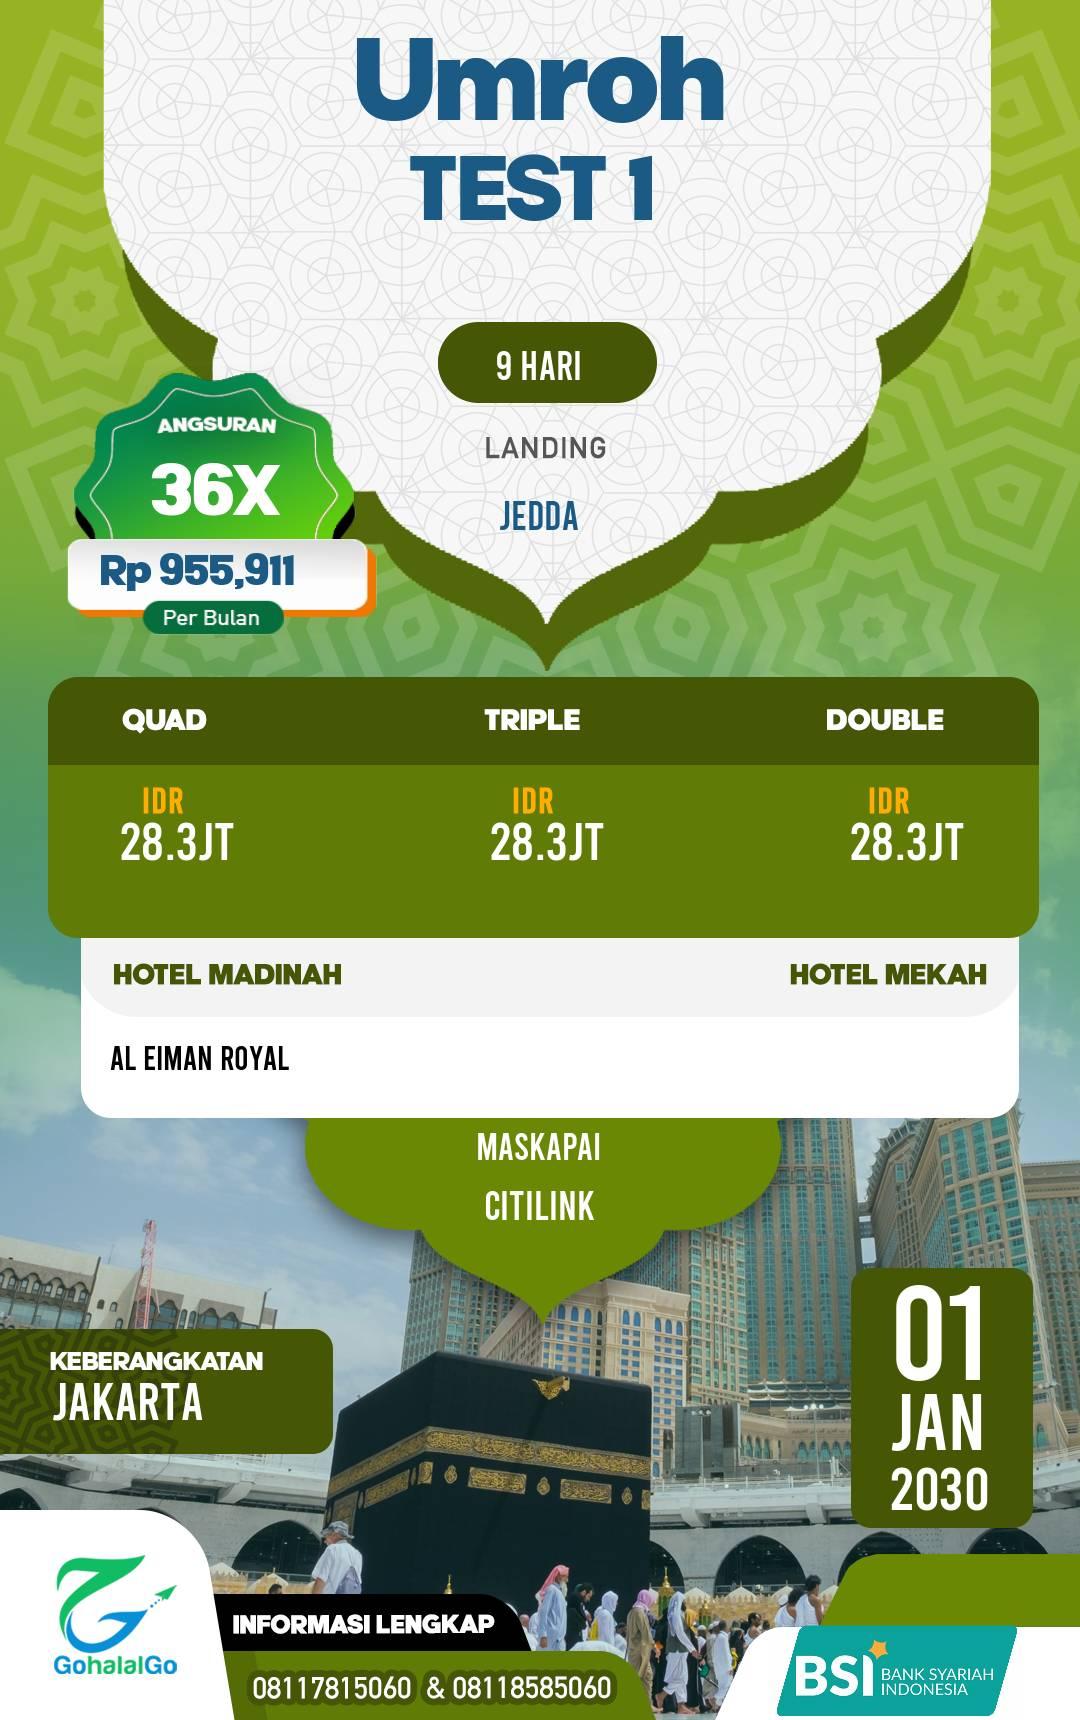 Umroh
TEST 1
9 HARI
LANDING
JEDDA
ANGSURAN
36X
Rp 955,911
Per Bulan
QUAD TRIPLE DOUBLE
IDR IDR IDR
28.3JT 28.3JT 28.3JT
HOTEL MADINAH HOTEL MEKAH
AL EIMAN ROYAL
MASKAPAI
CITILINK
KEBERANGKATAN
JAKARTA
01
JAN
2030
GohalalGo
INFORMASI LENGKAP
08117815060 & 08118585060
BSI BANK SYARIAH
INDONESIA